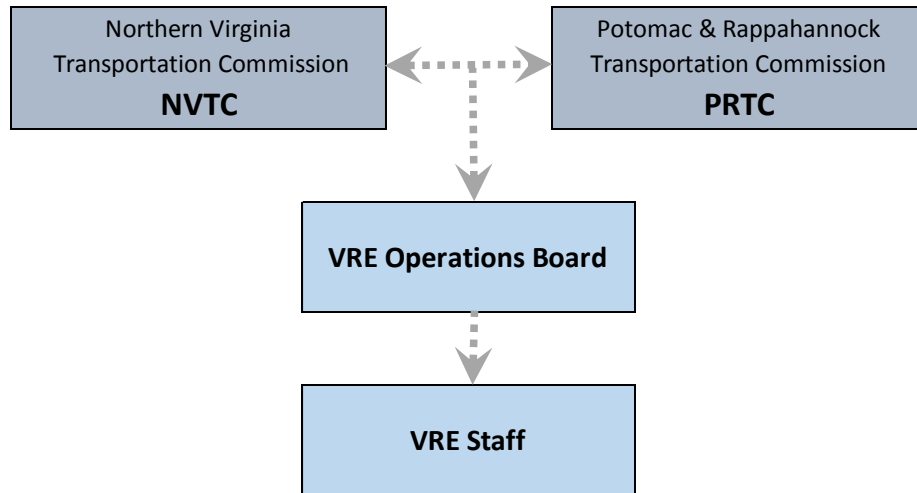 Northern Virginia
Transportation Commission
NVTC
Potomac & Rappahannock
Transportation Commission
PRTC
VRE Operations Board
VRE Staff